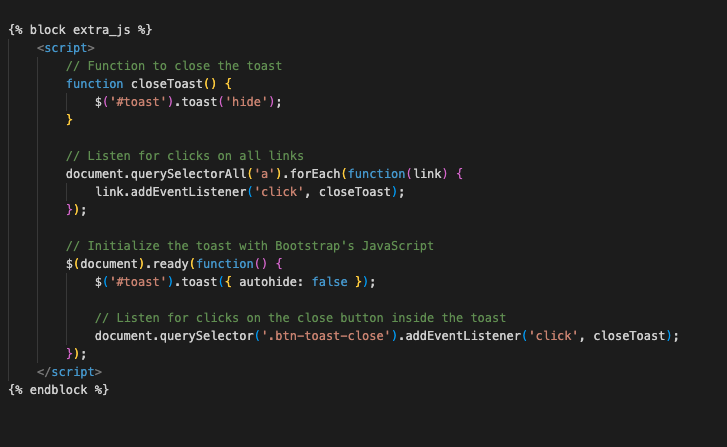 {% block extra_js %}
<script>
// Function to close the toast
function closeToast() {
$('#toast').toast('hide');
}
// Listen for clicks on all links
document.querySelectorAll('a').forEach(function(link) {
link.addEventListener('click', closeToast);
});
// Initialize the toast with Bootstrap's JavaScript
$(document).ready(function() {
$('#toast').toast({ autohide: false });
// Listen for clicks on the close button inside the toast
document.querySelector('.btn-toast-close').addEventListener('click', closeToast);
});
</script>
{% endblock %}